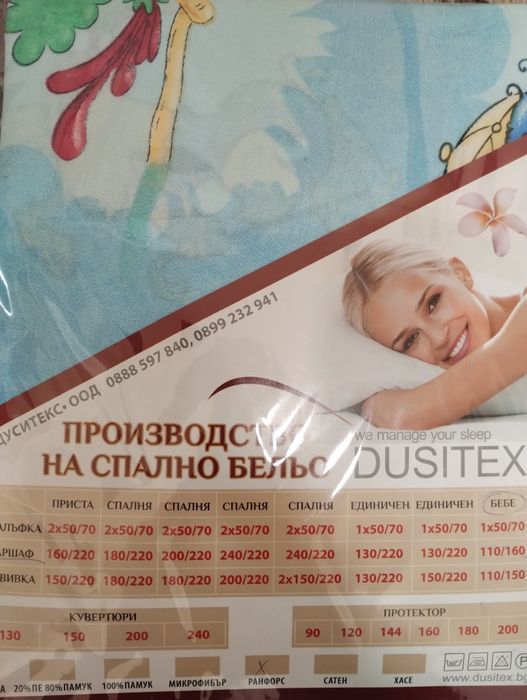 ДУСИТЕКС• ООД 0888 597 840, 0899 232 941
ПРОИЗВОДСТВО
НА СПАЛНО БЕЛЬО
we manage your sleep
DUSITEX
ПРИСТА СПАЛНЯ СПАЛНЯ СПАЛНЯ СПАЛНЯ ЕДИНИЧЕН ЕДИНИЧЕН БЕБЕ
АЛЪФКА 2x50/70 2x50/70 2x50/70 2x50/70 2x50/70 1x50/70 1x50/70 1x50/70
АРШАФ 160/220 180/220 200/220 240/220 240/220 130/220 130/220 110/160
ВИВКА 150/220 180/220 180/220 200/220 2x150/220 130/220 150/220 110/150
КУВЕРТЮРИ
130 150 200 240
ПРОТЕКТОР
90 120 144 160 180 200
X
А 20%ПЕ 80%ПАМУК 100%ПАМУК МИКРОФИБЪР РАНФОРС САТЕН ХАСЕ
P
www.dusitex.bg